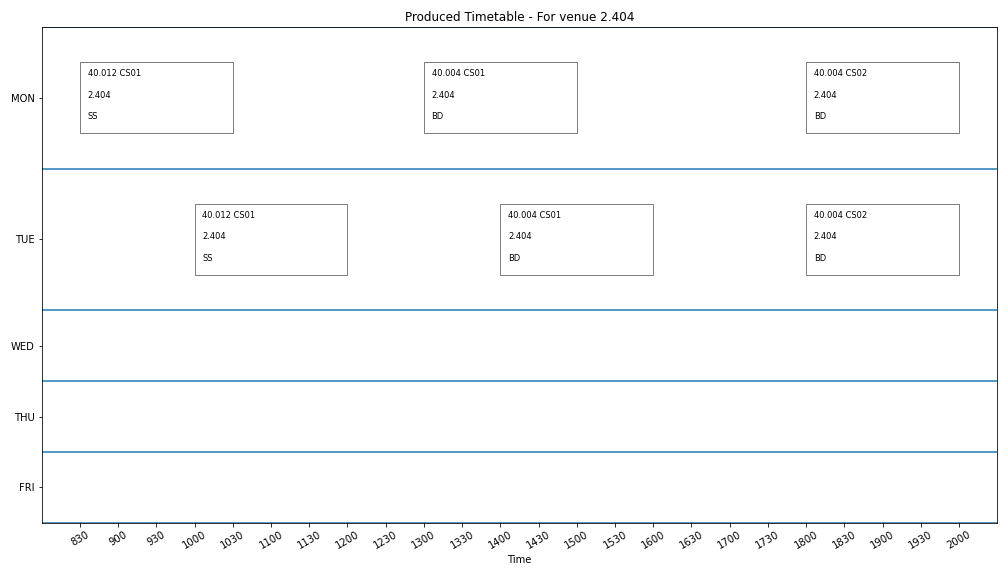 Produced Timetable - For venue 2.404
MON
40.012 CS01
2.404
SS
40.004 CS01
2.404
BD
40.004 CS02
2.404
BD
TUE
40.012 CS01
2.404
SS
40.004 CS01
2.404
BD
40.004 CS02
2.404
BD
WED
THU
FRI
830 900 930 1000 1030 1100 1130 1200 1230 1300 1330 1400 1430 1500 1530 1600 1630 1700 1730 1800 1830 1900 1930 2000
Time